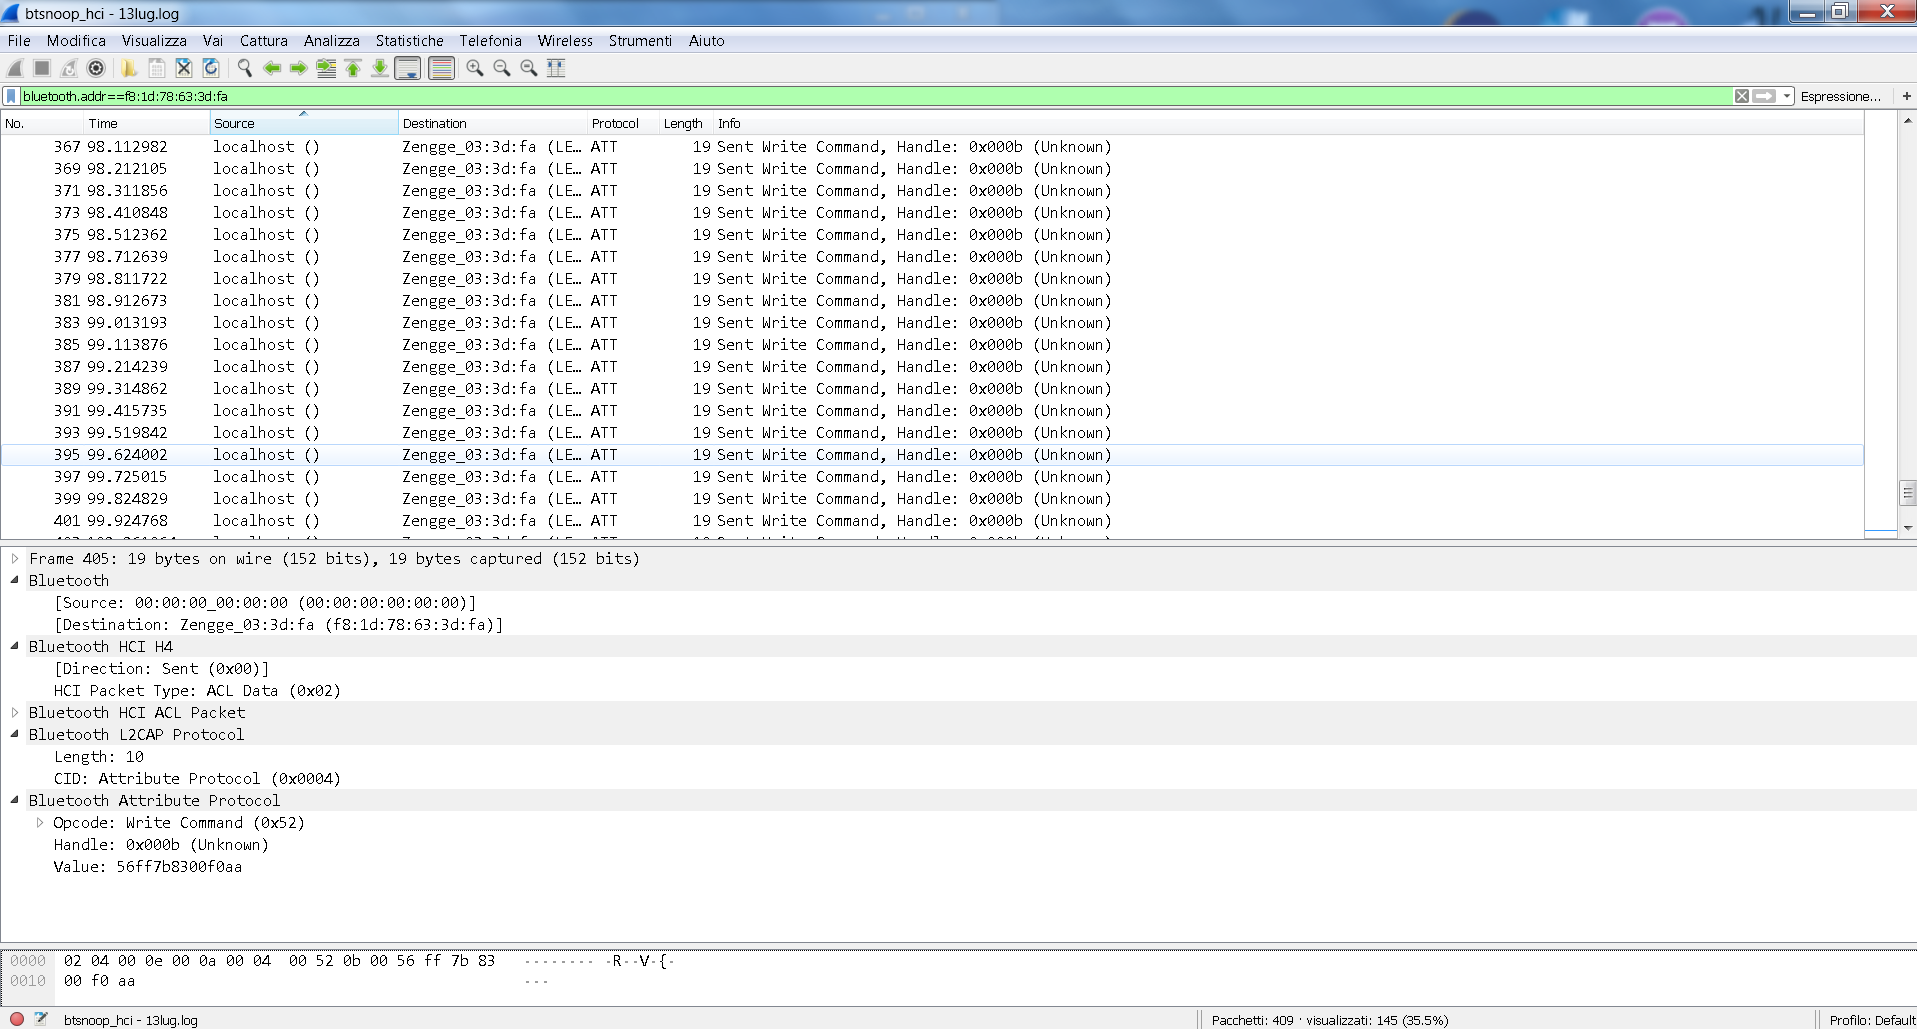 btsnoop_hci - 13lug.log
File Modifica Visualizza Vai Cattura Analizza Statistiche Telefonia Wireless Strumenti Aiuto
bluetooth.addr==f8:1d:78:63:3d:fa Espressione... +
No. Time Source Destination Protocol Length Info
367 98.112982 localhost () Zengge_03:3d:fa (LE… ATT 19 Sent Write Command, Handle: 0x000b (Unknown)
369 98.212105 localhost () Zengge_03:3d:fa (LE… ATT 19 Sent Write Command, Handle: 0x000b (Unknown)
371 98.311856 localhost () Zengge_03:3d:fa (LE… ATT 19 Sent Write Command, Handle: 0x000b (Unknown)
373 98.410848 localhost () Zengge_03:3d:fa (LE… ATT 19 Sent Write Command, Handle: 0x000b (Unknown)
375 98.512362 localhost () Zengge_03:3d:fa (LE… ATT 19 Sent Write Command, Handle: 0x000b (Unknown)
377 98.712639 localhost () Zengge_03:3d:fa (LE… ATT 19 Sent Write Command, Handle: 0x000b (Unknown)
379 98.811722 localhost () Zengge_03:3d:fa (LE… ATT 19 Sent Write Command, Handle: 0x000b (Unknown)
381 98.912673 localhost () Zengge_03:3d:fa (LE… ATT 19 Sent Write Command, Handle: 0x000b (Unknown)
383 99.013193 localhost () Zengge_03:3d:fa (LE… ATT 19 Sent Write Command, Handle: 0x000b (Unknown)
385 99.113876 localhost () Zengge_03:3d:fa (LE… ATT 19 Sent Write Command, Handle: 0x000b (Unknown)
387 99.214239 localhost () Zengge_03:3d:fa (LE… ATT 19 Sent Write Command, Handle: 0x000b (Unknown)
389 99.314862 localhost () Zengge_03:3d:fa (LE… ATT 19 Sent Write Command, Handle: 0x000b (Unknown)
391 99.415735 localhost () Zengge_03:3d:fa (LE… ATT 19 Sent Write Command, Handle: 0x000b (Unknown)
393 99.519842 localhost () Zengge_03:3d:fa (LE… ATT 19 Sent Write Command, Handle: 0x000b (Unknown)
395 99.624002 localhost () Zengge_03:3d:fa (LE… ATT 19 Sent Write Command, Handle: 0x000b (Unknown)
397 99.725015 localhost () Zengge_03:3d:fa (LE… ATT 19 Sent Write Command, Handle: 0x000b (Unknown)
399 99.824829 localhost () Zengge_03:3d:fa (LE… ATT 19 Sent Write Command, Handle: 0x000b (Unknown)
401 99.924768 localhost () Zengge_03:3d:fa (LE… ATT 19 Sent Write Command, Handle: 0x000b (Unknown)
Frame 405: 19 bytes on wire (152 bits), 19 bytes captured (152 bits)
Bluetooth
[Source: 00:00:00_00:00:00 (00:00:00:00:00:00)]
[Destination: Zengge_03:3d:fa (f8:1d:78:63:3d:fa)]
Bluetooth HCI H4
[Direction: Sent (0x00)]
HCI Packet Type: ACL Data (0x02)
Bluetooth HCI ACL Packet
Bluetooth L2CAP Protocol
Length: 10
CID: Attribute Protocol (0x0004)
Bluetooth Attribute Protocol
Opcode: Write Command (0x52)
Handle: 0x000b (Unknown)
Value: 56ff7b8300f0aa
0000 02 04 00 0e 00 0a 00 04 00 52 0b 00 56 ff 7b 83 ········ ·R··V·{·
0010 00 f0 aa ···
btsnoop_hci - 13lug.log Pacchetti: 409 · visualizzati: 145 (35.5%) Profilo: Default